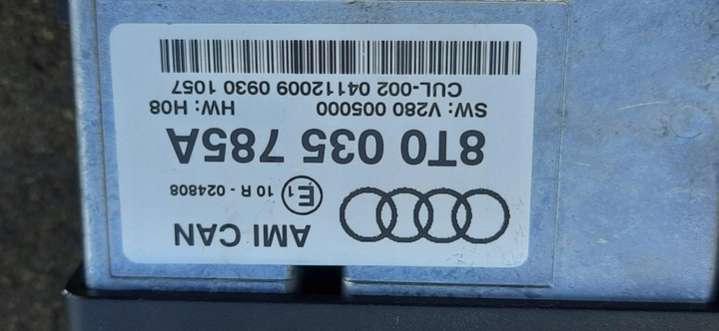 AMI CAN
E1 10 R - 024808
8T0 035 785A
SW: V280 005000 HW: H08
CUL-002 04112009 0930 1057